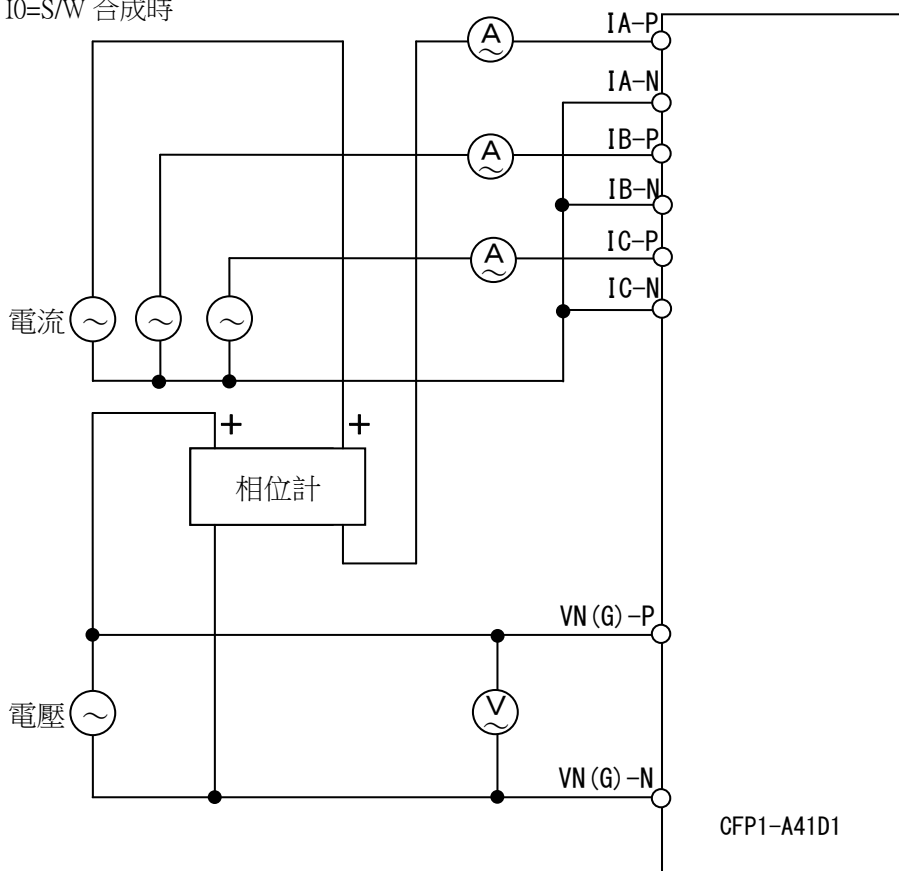 I0=S/W 合成時
A
IA-P
IA-N
A
IB-P
IB-N
A
IC-P
IC-N
電流
+
+
相位計
VN(G)-P
電壓
V
VN(G)-N
CFP1-A41D1